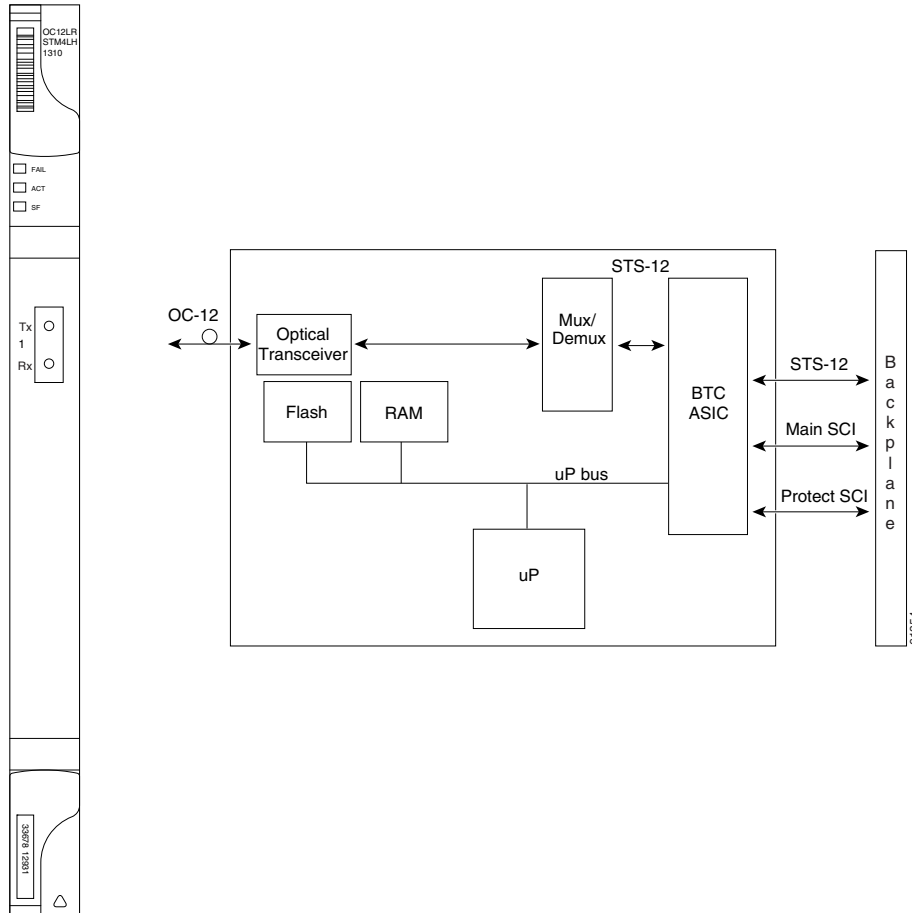 OC12LR
STM4LH
1310
FAIL
ACT
SF
Tx
1
Rx
33678 12931
OC-12
Optical
Transceiver
Flash
RAM
uP bus
uP
STS-12
Mux/
Demux
BTC
ASIC
STS-12
Main SCI
Protect SCI
Backplane